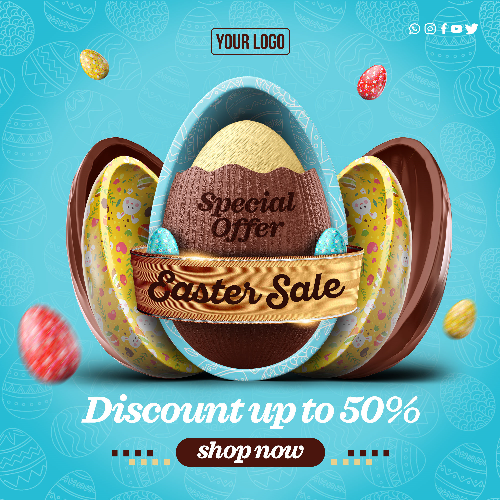 YOUR LOGO
Special
Offer
Easter Sale
Discount up to 50%
shop now